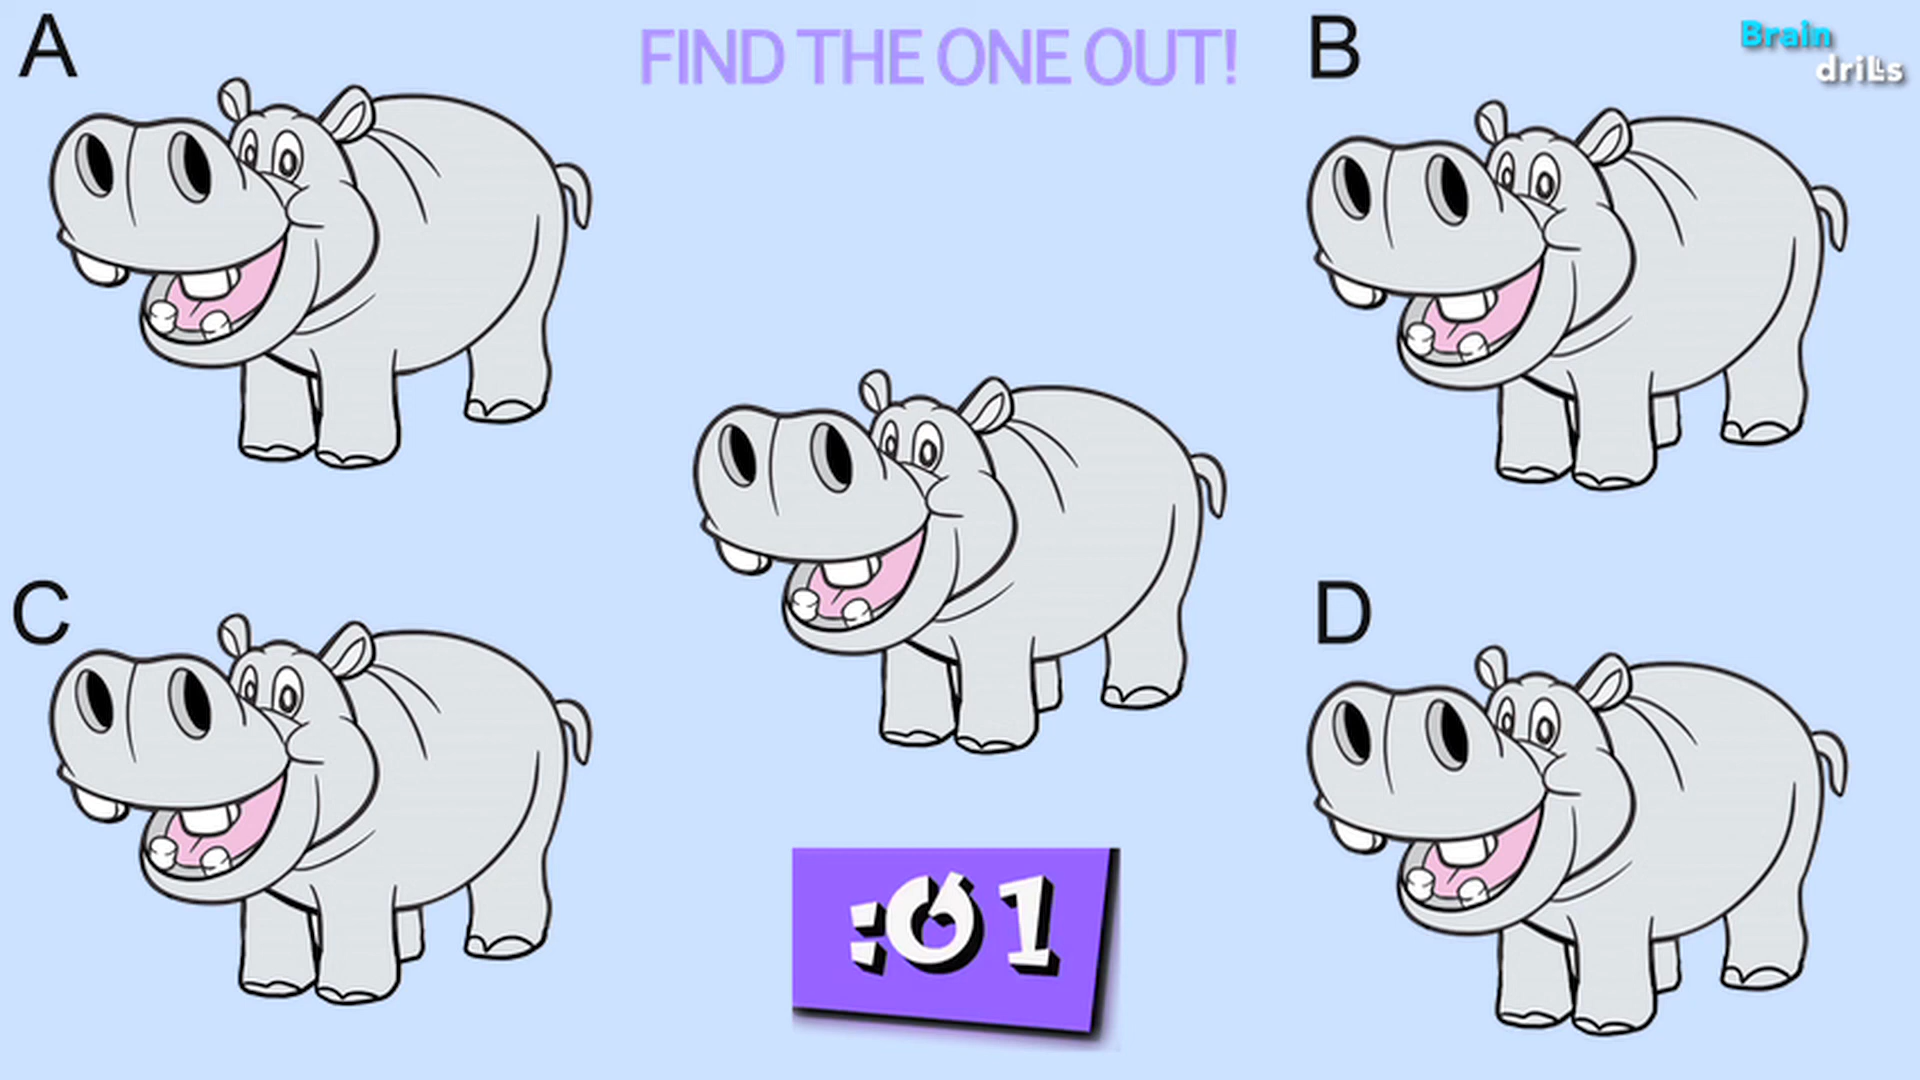 A
FIND THE ONE OUT!
B
Brain
drills
C
D
:01